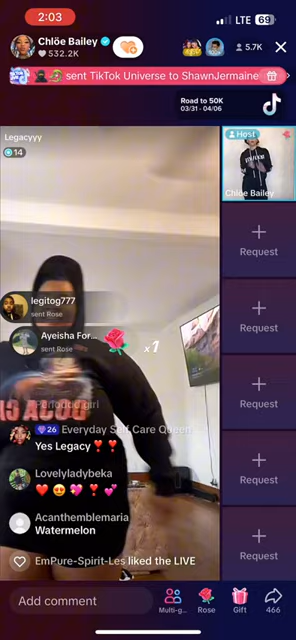 2:03
LTE 69
Chlöe Bailey
532.2K
5.7K
sent TikTok Universe to ShawnJermaine
Road to 50K
03/31 - 04/06
Legacyyy
14
Host
Chlöe Bailey
Request
Request
Request
Request
Request
legitog777
sent Rose
Ayeisha For...
sent Rose
x1
26 Everyday Self Care Queen
Yes Legacy
Lovelyladybeka
Acanthemblemaria
Watermelon
EmPure-Spirit-Les liked the LIVE
Add comment
Multi-g...
Rose
Gift
466